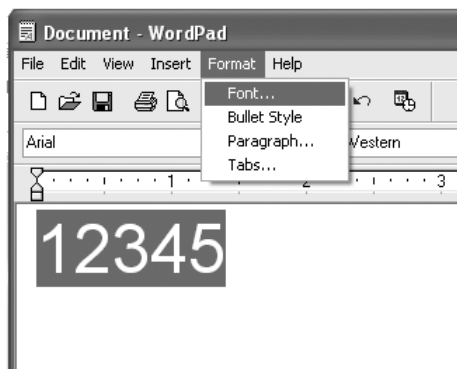 Document - WordPad
File Edit View Insert Format Help
Font...
Bullet Style
Arial Western
Paragraph...
Tabs...
1 2 3
12345